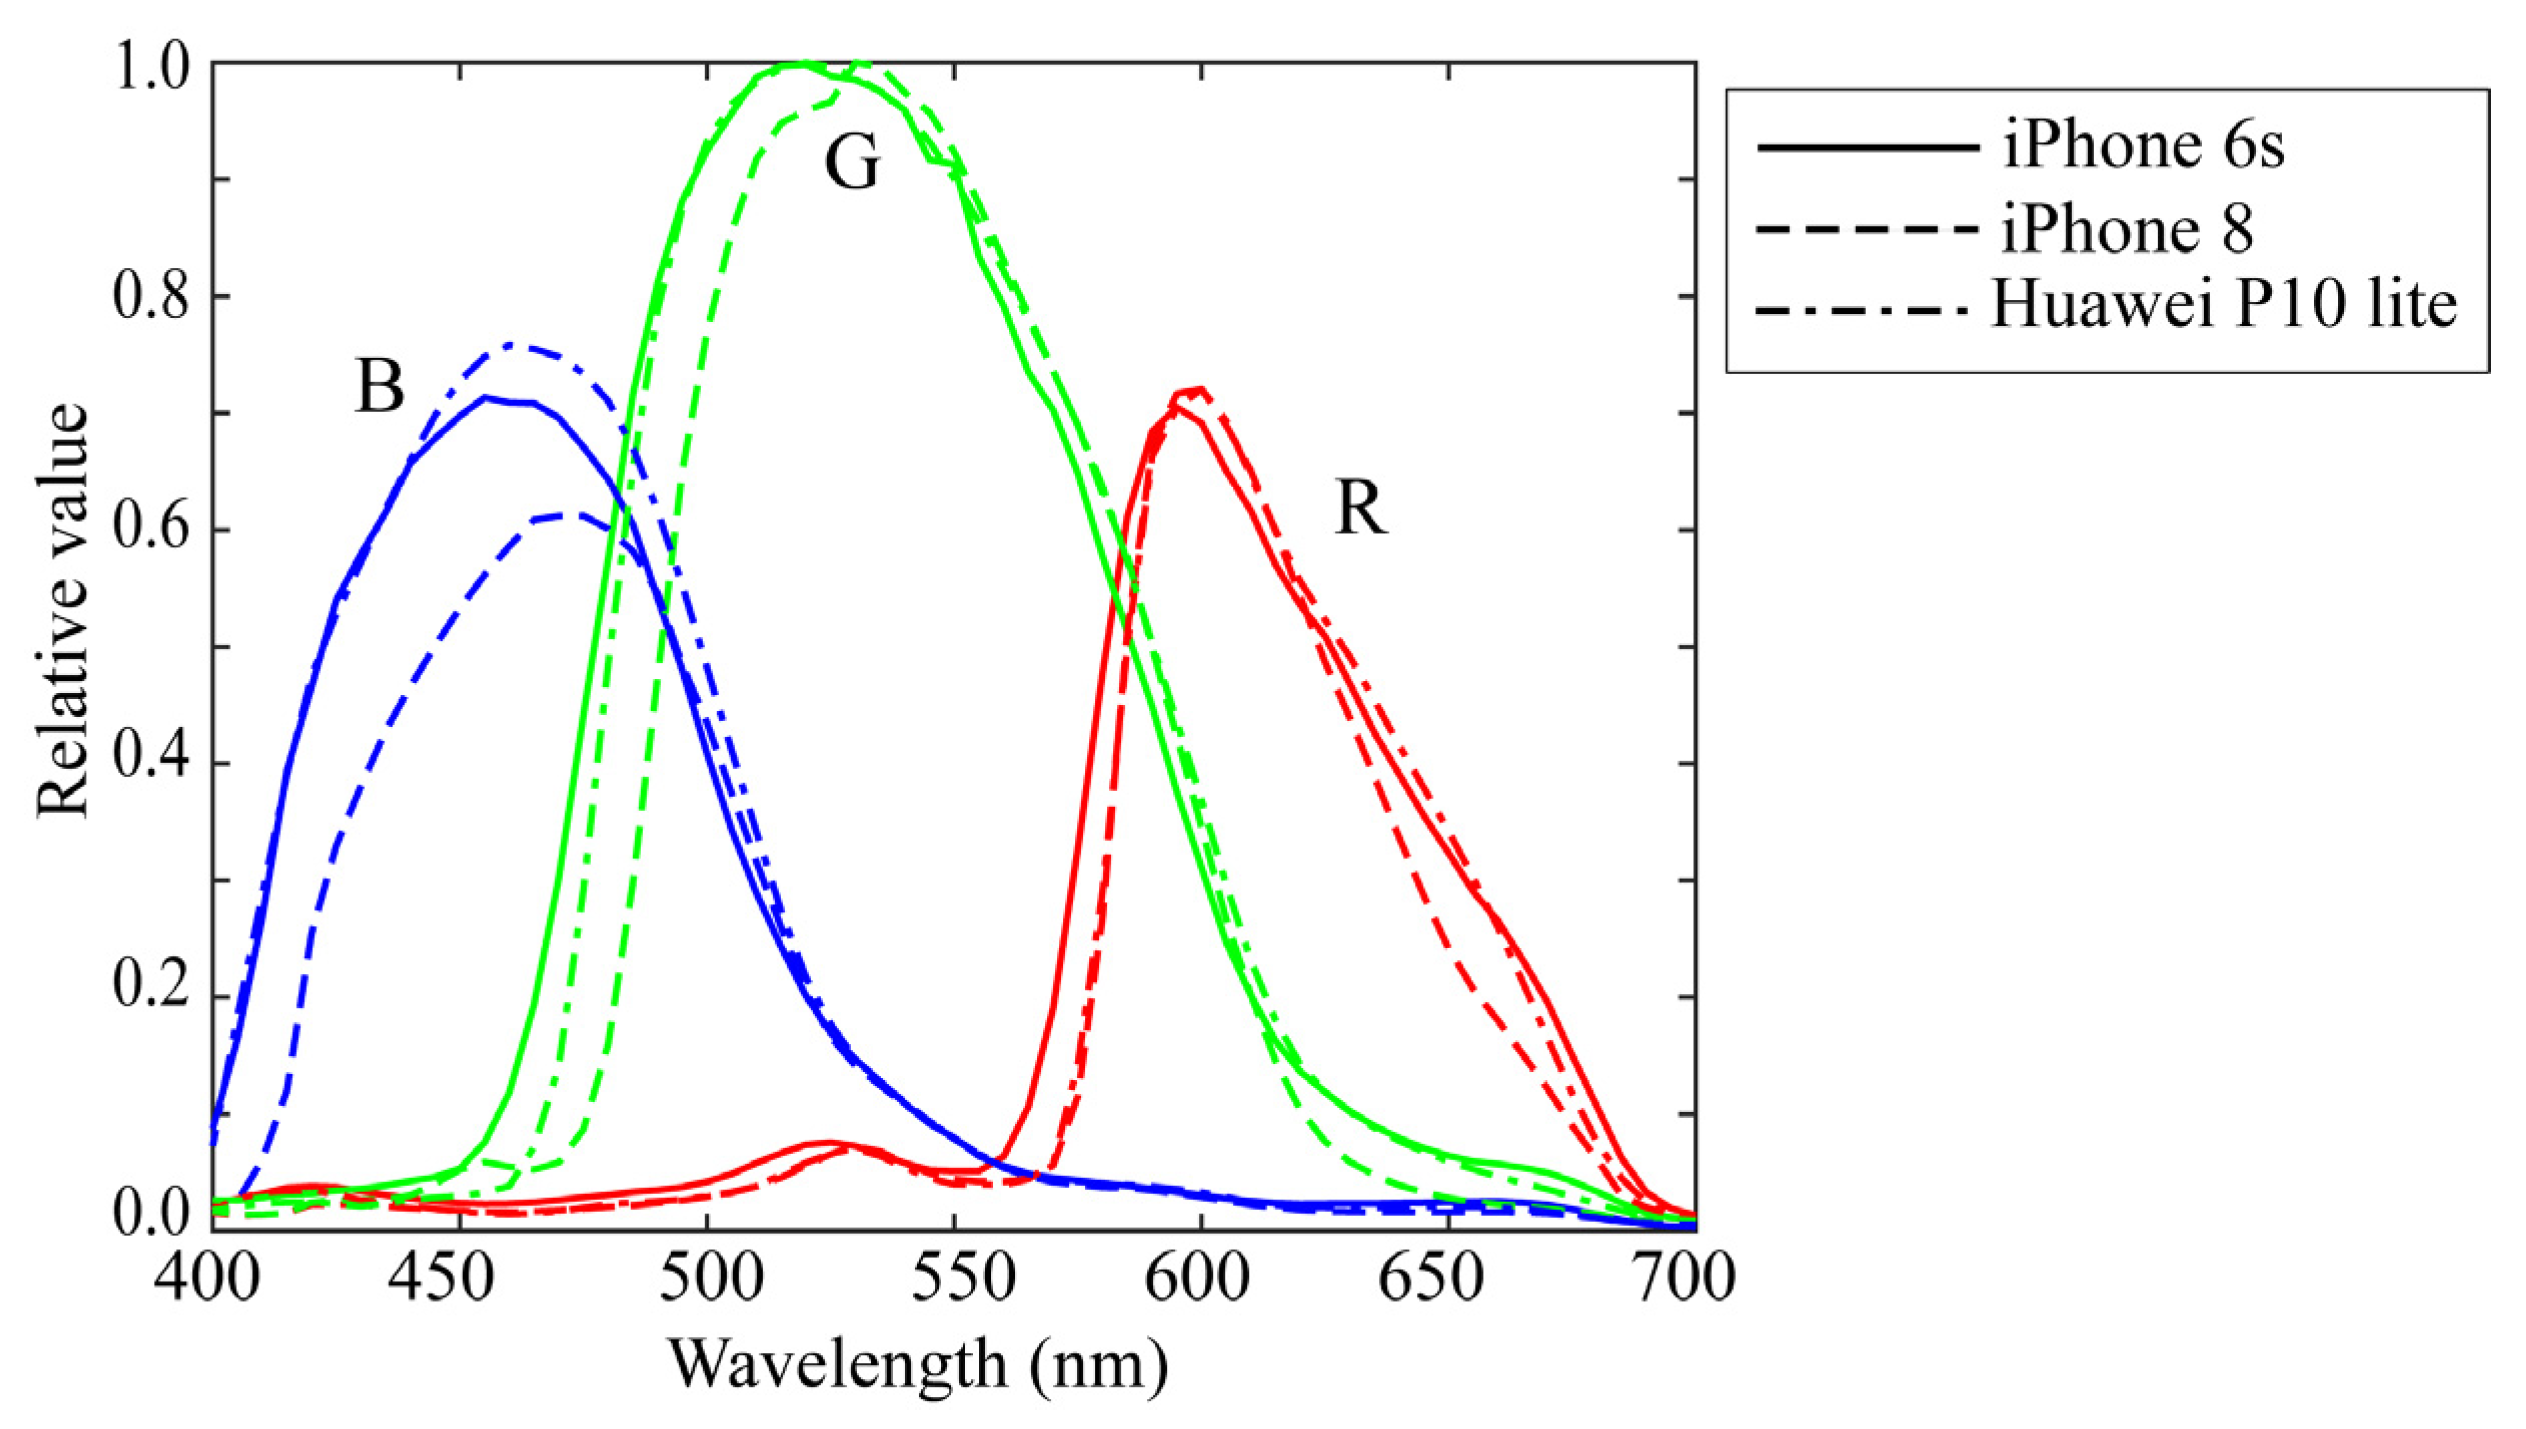 Relative value
1.0
0.8
0.6
0.4
0.2
0.0
400 450 500 550 600 650 700
Wavelength (nm)
B
G
R
iPhone 6s
iPhone 8
Huawei P10 lite